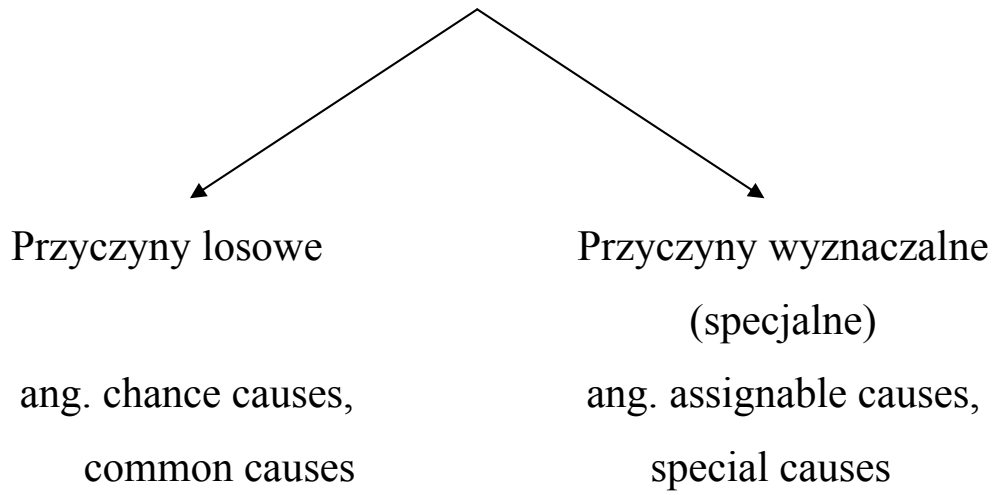 Przyczyny losowe
ang. chance causes,
common causes
Przyczyny wyznaczalne
(specjalne)
ang. assignable causes,
special causes